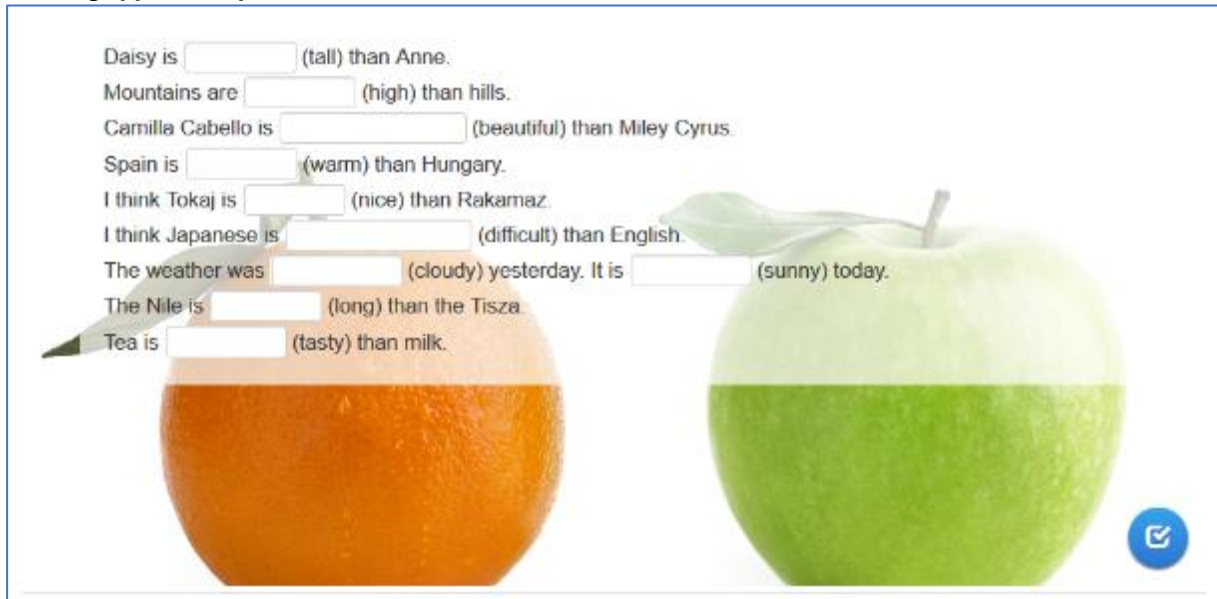 Daisy is (tall) than Anne.
Mountains are (high) than hills.
Camilla Cabello is (beautiful) than Miley Cyrus.
Spain is (warm) than Hungary.
I think Tokaj is (nice) than Rakamaz.
I think Japanese is (difficult) than English.
The weather was (cloudy) yesterday. It is (sunny) today.
The Nile is (long) than the Tisza.
Tea is (tasty) than milk.